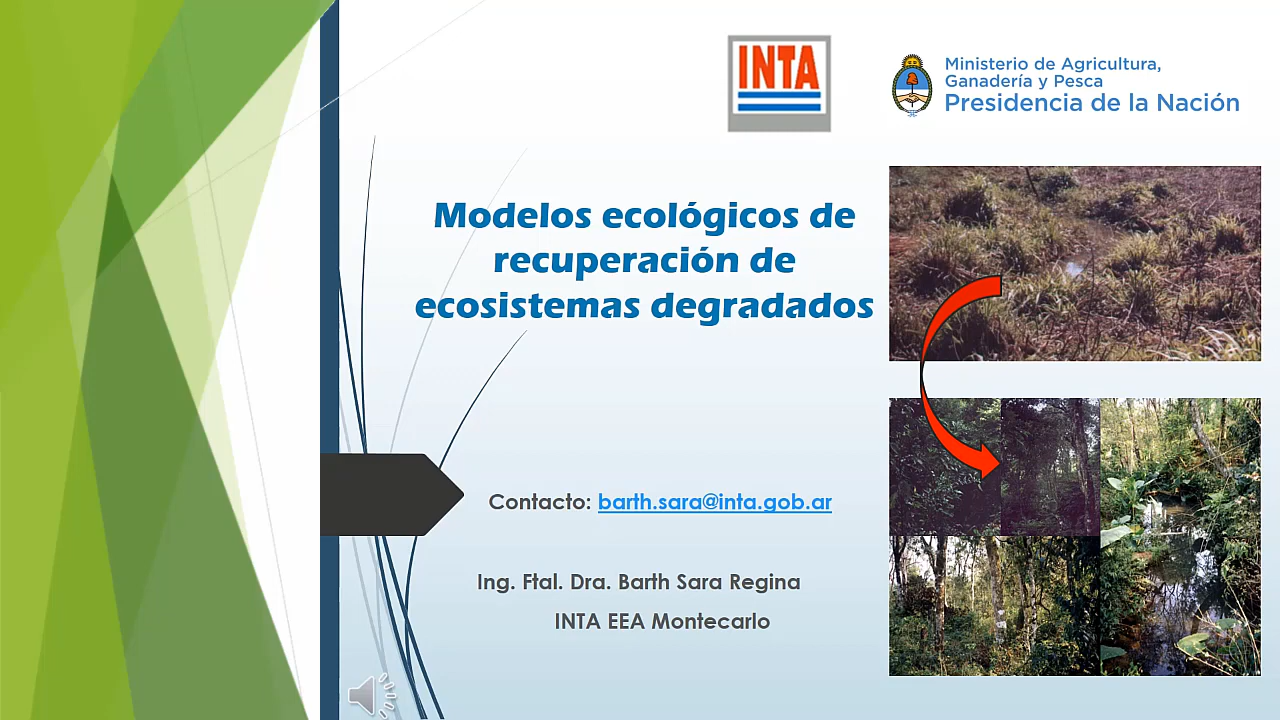 INTA
Ministerio de Agricultura,
Ganadería y Pesca
Presidencia de la Nación
Modelos ecológicos de
recuperación de
ecosistemas degradados
Contacto: barth.sara@inta.gob.ar
Ing. Ftal. Dra. Barth Sara Regina
INTA EEA Montecarlo